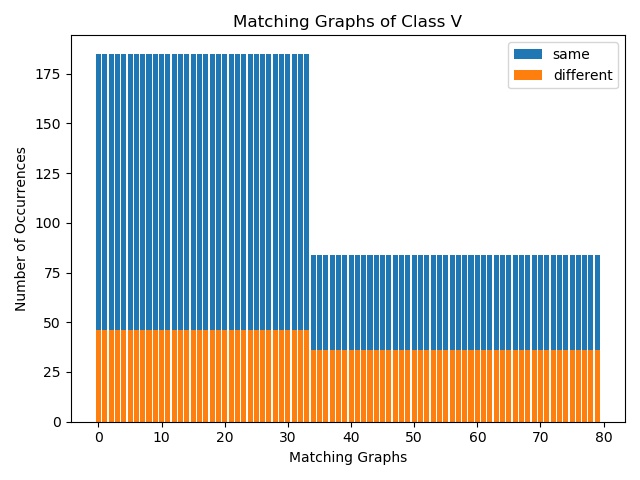 Matching Graphs of Class V
same
different
Number of Occurrences
175
150
125
100
75
50
25
0
0 10 20 30 40 50 60 70 80
Matching Graphs